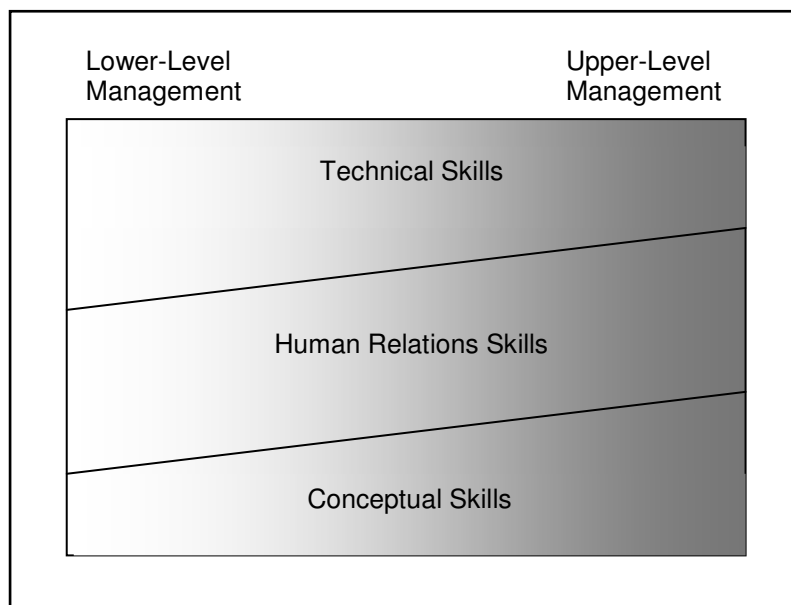 Lower-Level
Management
Upper-Level
Management
Technical Skills
Human Relations Skills
Conceptual Skills